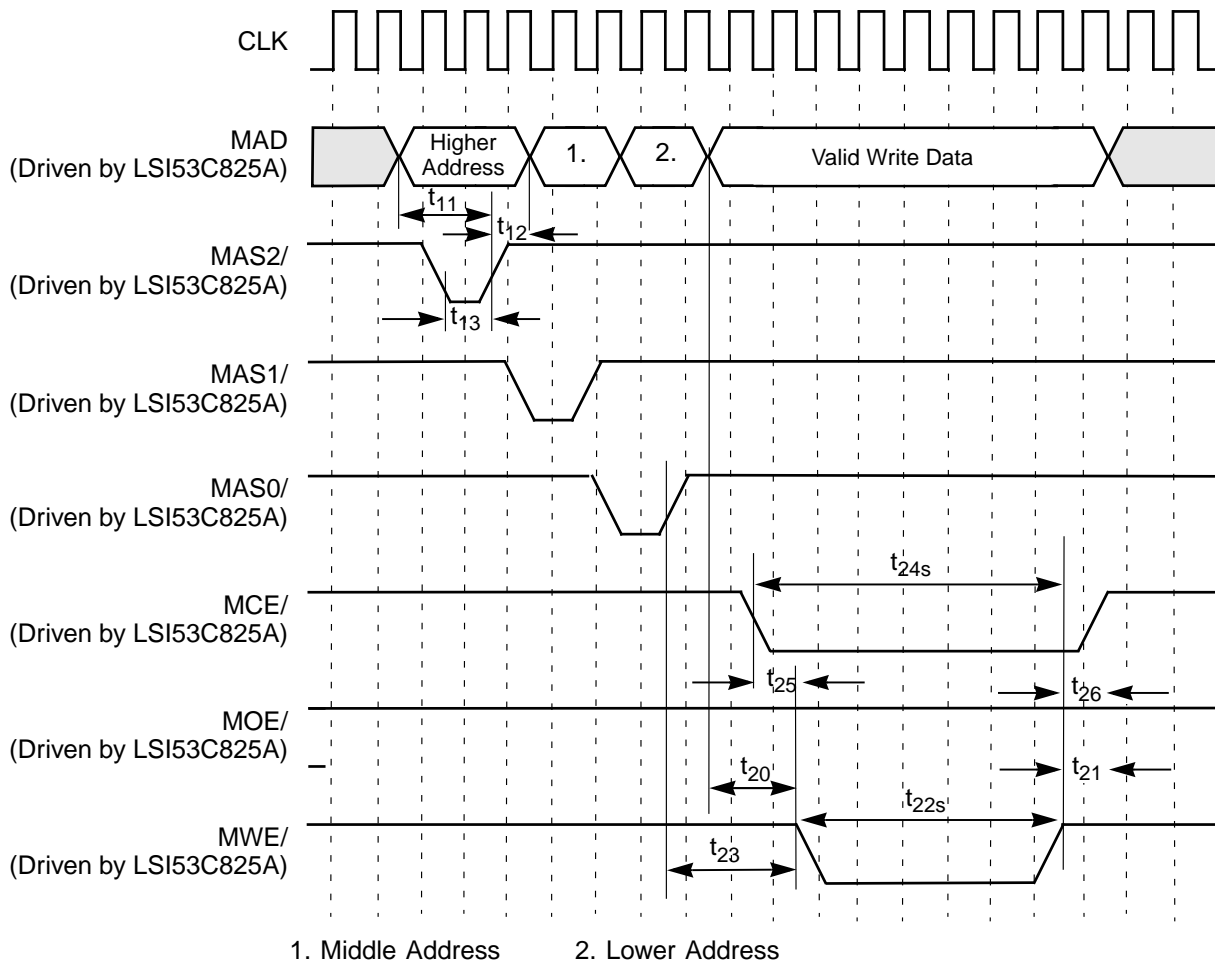 CLK
MAD
(Driven by LSI53C825A)
Higher
Address
1.
2.
Valid Write Data
t11
t12
MAS2/
(Driven by LSI53C825A)
t13
MAS1/
(Driven by LSI53C825A)
MAS0/
(Driven by LSI53C825A)
t24s
MCE/
(Driven by LSI53C825A)
t25
t26
MOE/
(Driven by LSI53C825A)
t20
t21
t22s
MWE/
(Driven by LSI53C825A)
t23
1. Middle Address 2. Lower Address